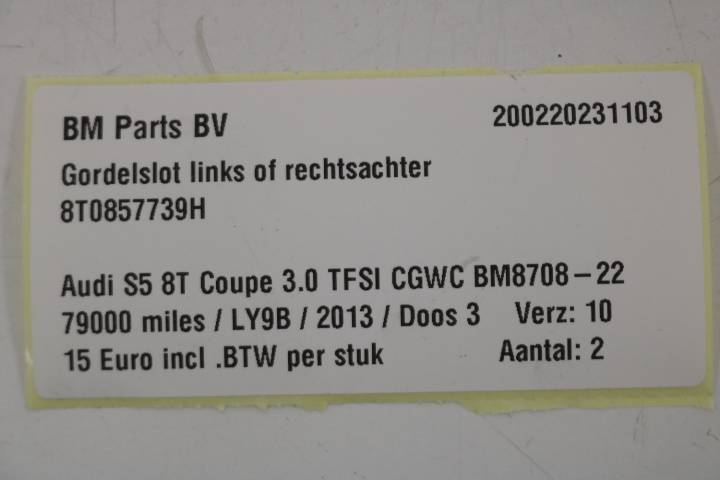 BM Parts BV 200220231103
Gordelslot links of rechtsachter
8T0857739H
Audi S5 8T Coupe 3.0 TFSI CGWC BM8708-22
79000 miles / LY9B / 2013 / Doos 3 Verz: 10
15 Euro incl .BTW per stuk Aantal: 2